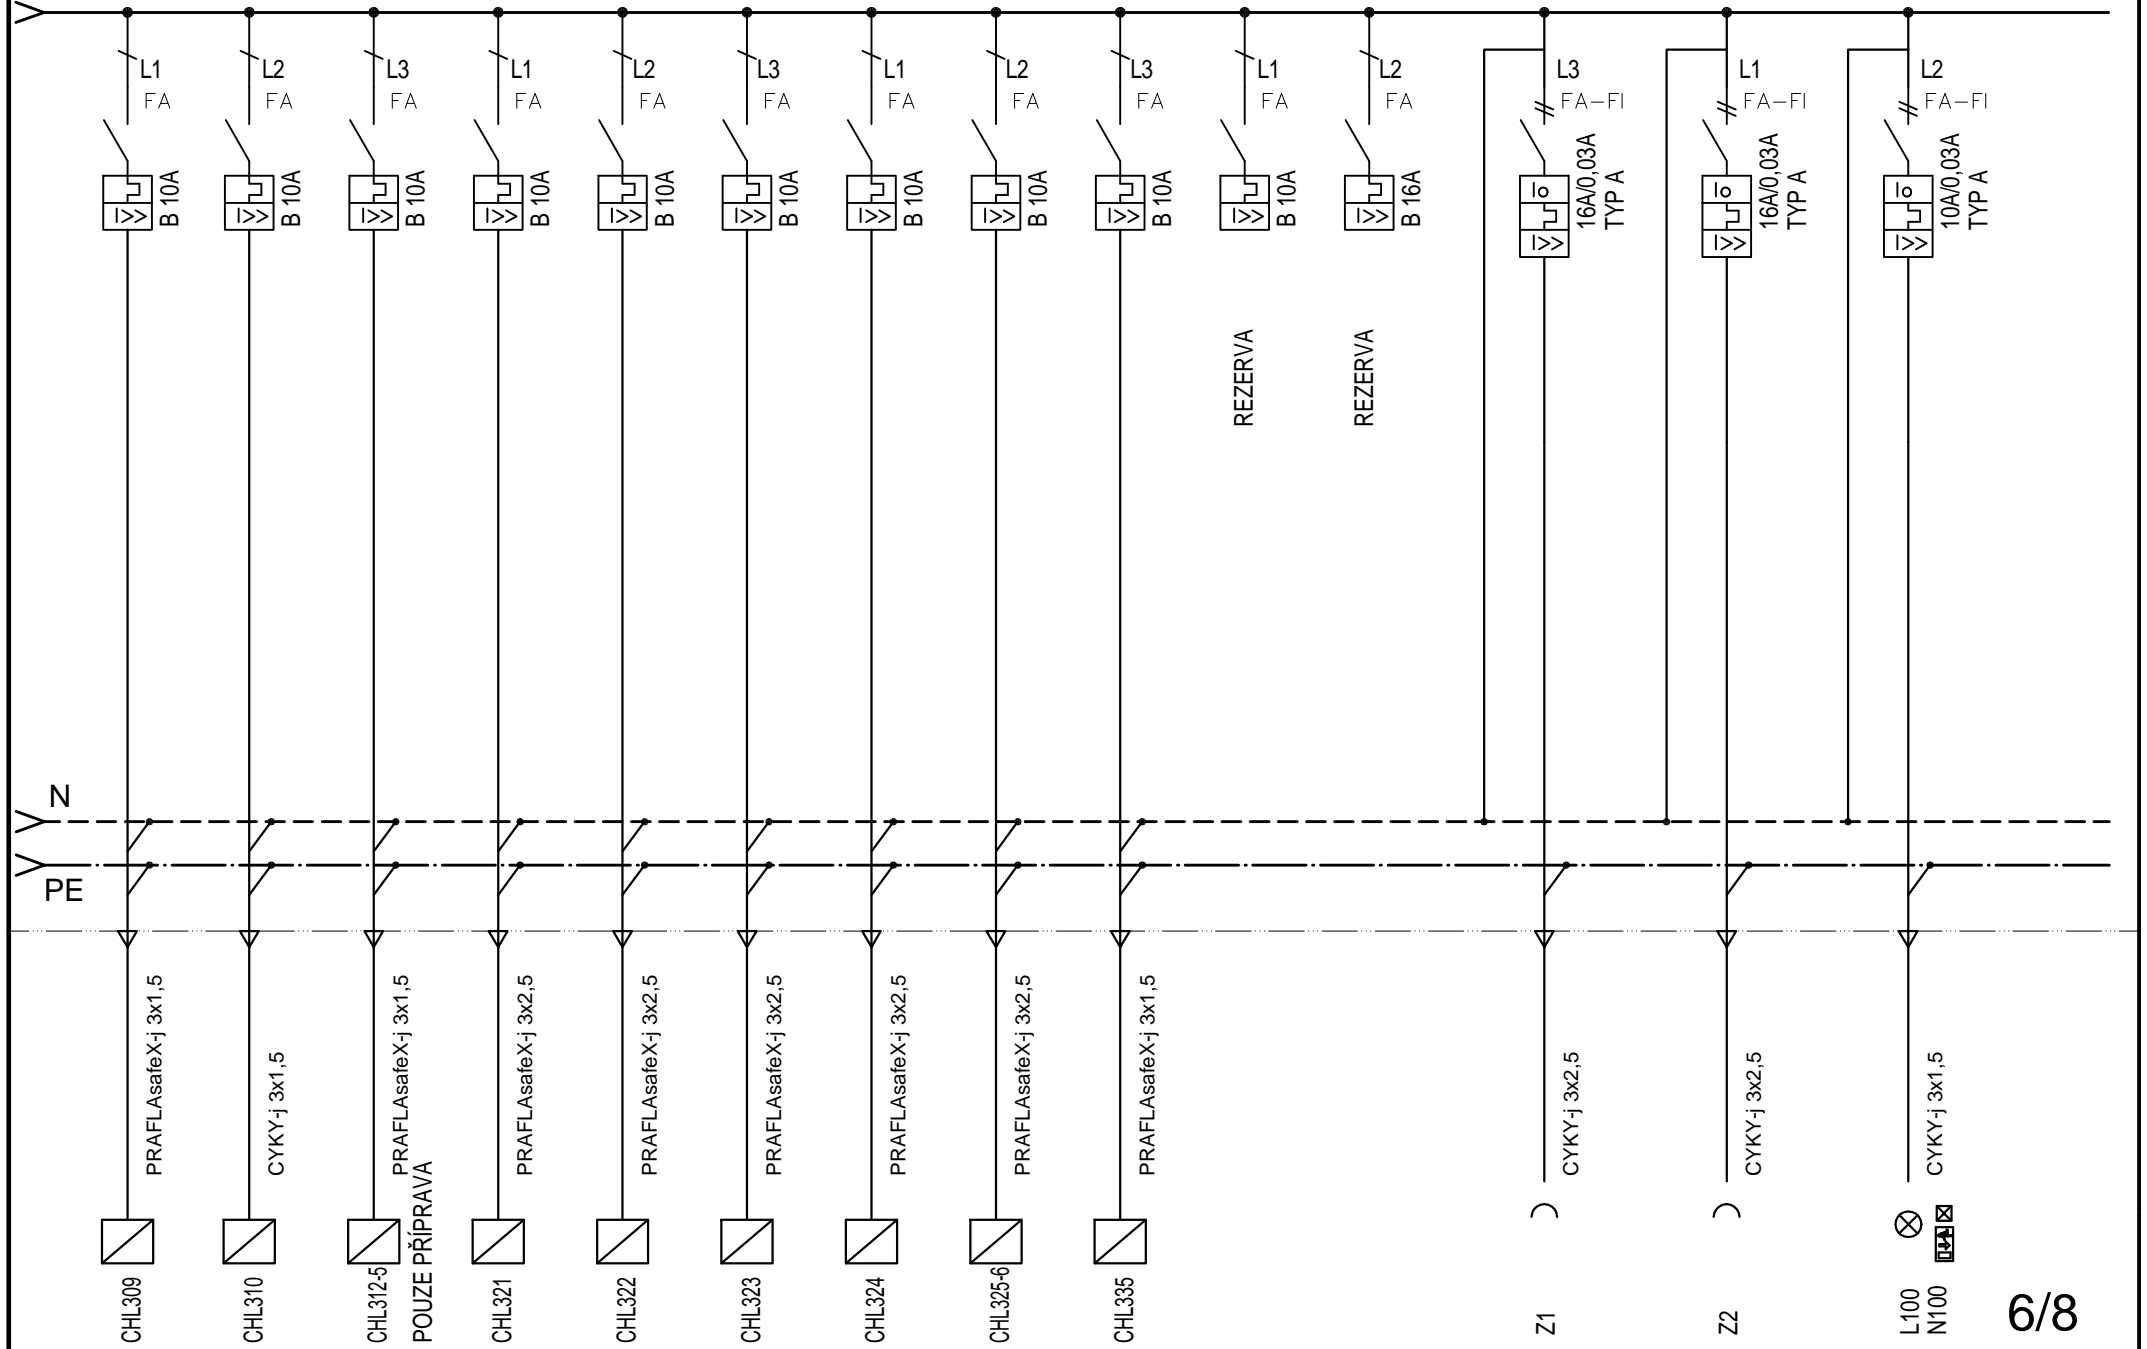 L1
L2
L3
L1
L2
L3
L1
L2
L3
L1
L2
L3
L1
L2
FA
FA
FA
FA
FA
FA
FA
FA
FA
FA
FA
FA-FI
FA-FI
FA-FI
B 10A
B 10A
B 10A
B 10A
B 10A
B 10A
B 10A
B 10A
B 10A
B 10A
B 16A
16A/0,03A
TYP A
16A/0,03A
TYP A
10A/0,03A
TYP A
REZERVA
REZERVA
N
PE
PRAFLAsafeX-j 3x1,5
CYKY-j 3x1,5
PRAFLAsafeX-j 3x1,5
PRAFLAsafeX-j 3x2,5
PRAFLAsafeX-j 3x2,5
PRAFLAsafeX-j 3x2,5
PRAFLAsafeX-j 3x2,5
PRAFLAsafeX-j 3x2,5
PRAFLAsafeX-j 3x1,5
CYKY-j 3x2,5
CYKY-j 3x2,5
CYKY-j 3x1,5
CHL309
CHL310
CHL312-5
POUZE PŘÍPRAVA
CHL321
CHL322
CHL323
CHL324
CHL325-6
CHL335
Z1
Z2
L100
N100
6/8